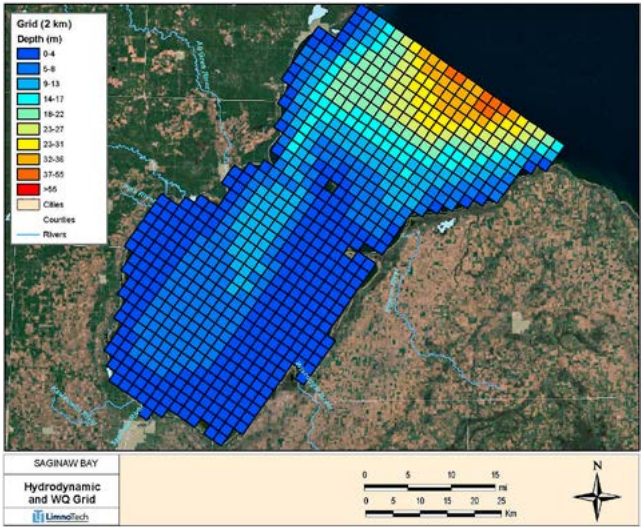 Grid (2 km)
Depth (m)
0-4
5-8
9-13
14-17
18-22
23-27
23-31
32-36
37-55
>55
Cities
Counties
Rivers
SAGINAW BAY
Hydrodynamic
and WQ Grid
LimnoTech
0 5 10 15
mi
0 5 10 15 20 25
Km
N